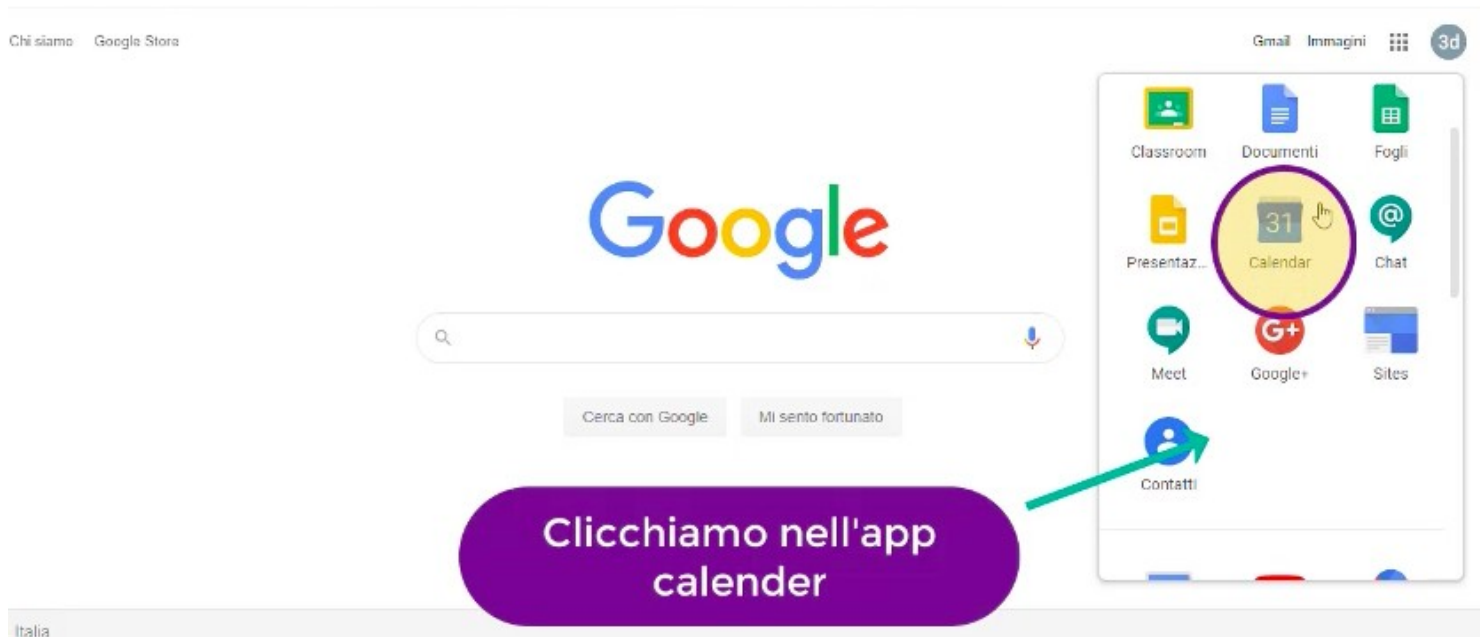 Chi siamo Google Store
Gmail Immagini 3d
Classroom Documenti Fogli
31
Presentaz... Calendar Chat
G+
Meet Google+ Sites
Contatti
Google
Cerca con Google Mi sento fortunato
Clicchiamo nell'app
calender
Italia